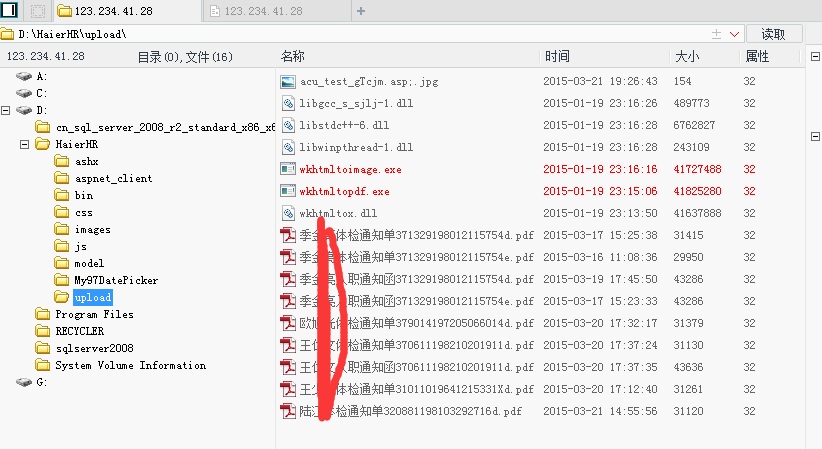 123.234.41.28
123.234.41.28
D:\HaierHR\upload\
读取
123.234.41.28 目录(0),文件(16) 名称 时间 大小 属性
A:
C:
D:
cn_sql_server_2008_r2_standard_x86_x6
HaierHR
ashx
aspnet_client
bin
css
images
js
model
My97DatePicker
upload
Program Files
RECYCLER
sqlserver2008
System Volume Information
G:
acu_test_gTcjm.asp;.jpg 2015-03-21 19:26:43 154 32
libgcc_s_sjlj-1.dll 2015-01-19 23:16:26 489773 32
libstdc++-6.dll 2015-01-19 23:16:28 6762827 32
libwinpthread-1.dll 2015-01-19 23:16:28 243109 32
wkhtmltoimage.exe 2015-01-19 23:16:16 41727488 32
wkhtmltopdf.exe 2015-01-19 23:15:06 41825280 32
wkhtmltox.dll 2015-01-19 23:13:50 41637888 32
季金 体检通知单371329198012115754d.pdf 2015-03-17 15:25:38 31415 32
季金 体检通知单371329198012115754e.pdf 2015-03-16 11:08:36 29950 32
季金 职通知函371329198012115754d.pdf 2015-03-19 17:45:50 43286 32
季金 职通知函371329198012115754e.pdf 2015-03-17 15:23:33 43286 32
欧 体检通知单379014197205066014d.pdf 2015-03-20 17:32:17 31379 32
王 体检通知单370611198210201911d.pdf 2015-03-20 17:37:24 31130 32
王 职通知函370611198210201911d.pdf 2015-03-20 17:37:35 43636 32
王 体检通知单31011019641215331Xd.pdf 2015-03-20 17:12:40 31261 32
陆 检通知单320881198103292716d.pdf 2015-03-21 14:55:56 31120 32